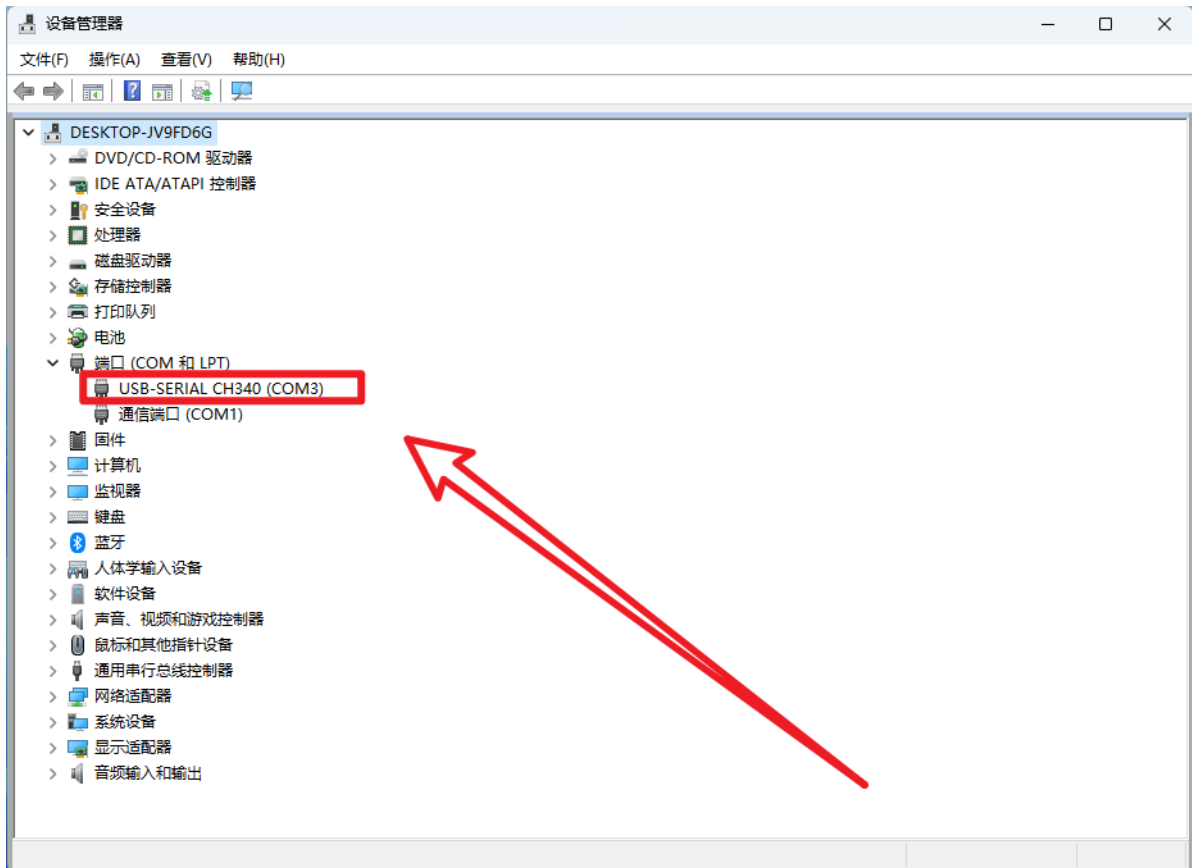 设备管理器
文件(F) 操作(A) 查看(V) 帮助(H)
DESKTOP-JV9FD6G
DVD/CD-ROM 驱动器
IDE ATA/ATAPI 控制器
安全设备
处理器
磁盘驱动器
存储控制器
打印队列
电池
端口 (COM 和 LPT)
USB-SERIAL CH340 (COM3)
通信端口 (COM1)
固件
计算机
监视器
键盘
蓝牙
人体学输入设备
软件设备
声音、视频和游戏控制器
鼠标和其他指针设备
通用串行总线控制器
网络适配器
系统设备
显示适配器
音频输入和输出